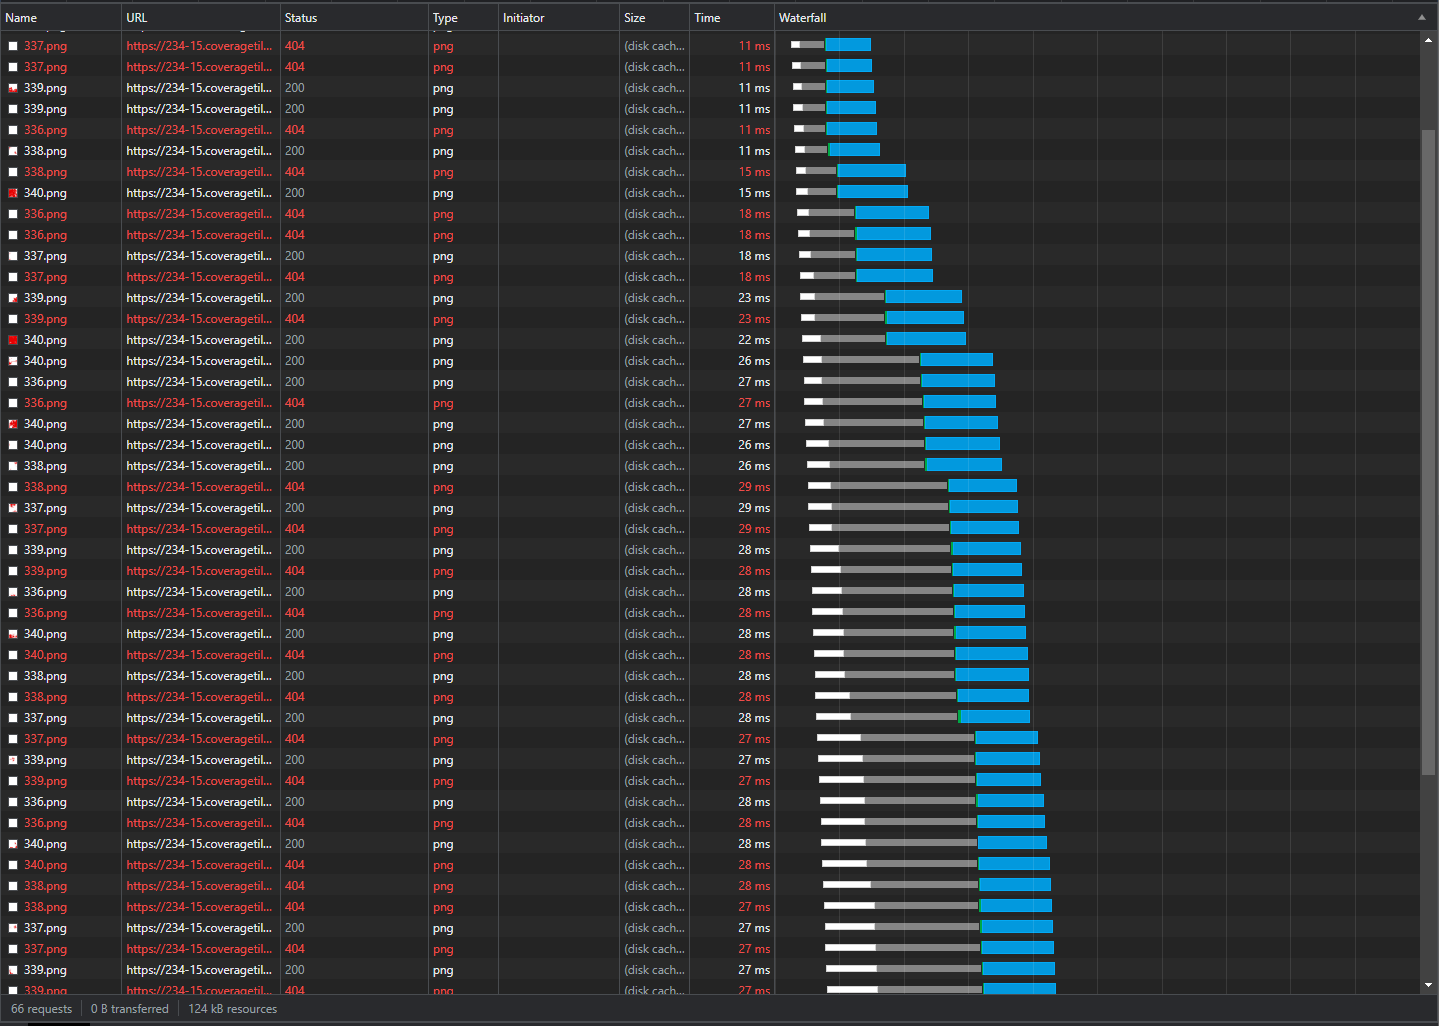 Name URL Status Type Initiator Size Time Waterfall
337.png https://234-15.coveragetil... 404 png (disk cach... 11 ms
337.png https://234-15.coveragetil... 404 png (disk cach... 11 ms
339.png https://234-15.coveragetil... 200 png (disk cach... 11 ms
339.png https://234-15.coveragetil... 200 png (disk cach... 11 ms
336.png https://234-15.coveragetil... 404 png (disk cach... 11 ms
338.png https://234-15.coveragetil... 200 png (disk cach... 11 ms
338.png https://234-15.coveragetil... 404 png (disk cach... 15 ms
340.png https://234-15.coveragetil... 200 png (disk cach... 15 ms
336.png https://234-15.coveragetil... 404 png (disk cach... 18 ms
336.png https://234-15.coveragetil... 404 png (disk cach... 18 ms
337.png https://234-15.coveragetil... 200 png (disk cach... 18 ms
337.png https://234-15.coveragetil... 404 png (disk cach... 18 ms
339.png https://234-15.coveragetil... 200 png (disk cach... 23 ms
339.png https://234-15.coveragetil... 404 png (disk cach... 23 ms
340.png https://234-15.coveragetil... 200 png (disk cach... 22 ms
340.png https://234-15.coveragetil... 200 png (disk cach... 26 ms
336.png https://234-15.coveragetil... 200 png (disk cach... 27 ms
336.png https://234-15.coveragetil... 404 png (disk cach... 27 ms
340.png https://234-15.coveragetil... 200 png (disk cach... 27 ms
340.png https://234-15.coveragetil... 200 png (disk cach... 26 ms
338.png https://234-15.coveragetil... 200 png (disk cach... 26 ms
338.png https://234-15.coveragetil... 404 png (disk cach... 29 ms
337.png https://234-15.coveragetil... 200 png (disk cach... 29 ms
337.png https://234-15.coveragetil... 404 png (disk cach... 29 ms
339.png https://234-15.coveragetil... 200 png (disk cach... 28 ms
339.png https://234-15.coveragetil... 404 png (disk cach... 28 ms
336.png https://234-15.coveragetil... 200 png (disk cach... 28 ms
336.png https://234-15.coveragetil... 404 png (disk cach... 28 ms
340.png https://234-15.coveragetil... 200 png (disk cach... 28 ms
340.png https://234-15.coveragetil... 404 png (disk cach... 28 ms
338.png https://234-15.coveragetil... 200 png (disk cach... 28 ms
338.png https://234-15.coveragetil... 404 png (disk cach... 28 ms
337.png https://234-15.coveragetil... 200 png (disk cach... 28 ms
337.png https://234-15.coveragetil... 404 png (disk cach... 27 ms
339.png https://234-15.coveragetil... 200 png (disk cach... 27 ms
339.png https://234-15.coveragetil... 404 png (disk cach... 27 ms
336.png https://234-15.coveragetil... 200 png (disk cach... 28 ms
336.png https://234-15.coveragetil... 404 png (disk cach... 28 ms
340.png https://234-15.coveragetil... 200 png (disk cach... 28 ms
340.png https://234-15.coveragetil... 404 png (disk cach... 28 ms
338.png https://234-15.coveragetil... 404 png (disk cach... 28 ms
338.png https://234-15.coveragetil... 404 png (disk cach... 27 ms
337.png https://234-15.coveragetil... 200 png (disk cach... 27 ms
337.png https://234-15.coveragetil... 404 png (disk cach... 27 ms
339.png https://234-15.coveragetil... 200 png (disk cach... 27 ms
339.png https://234-15.coveragetil... 404 png (disk cach... 27 ms
66 requests 0 B transferred 124 kB resources